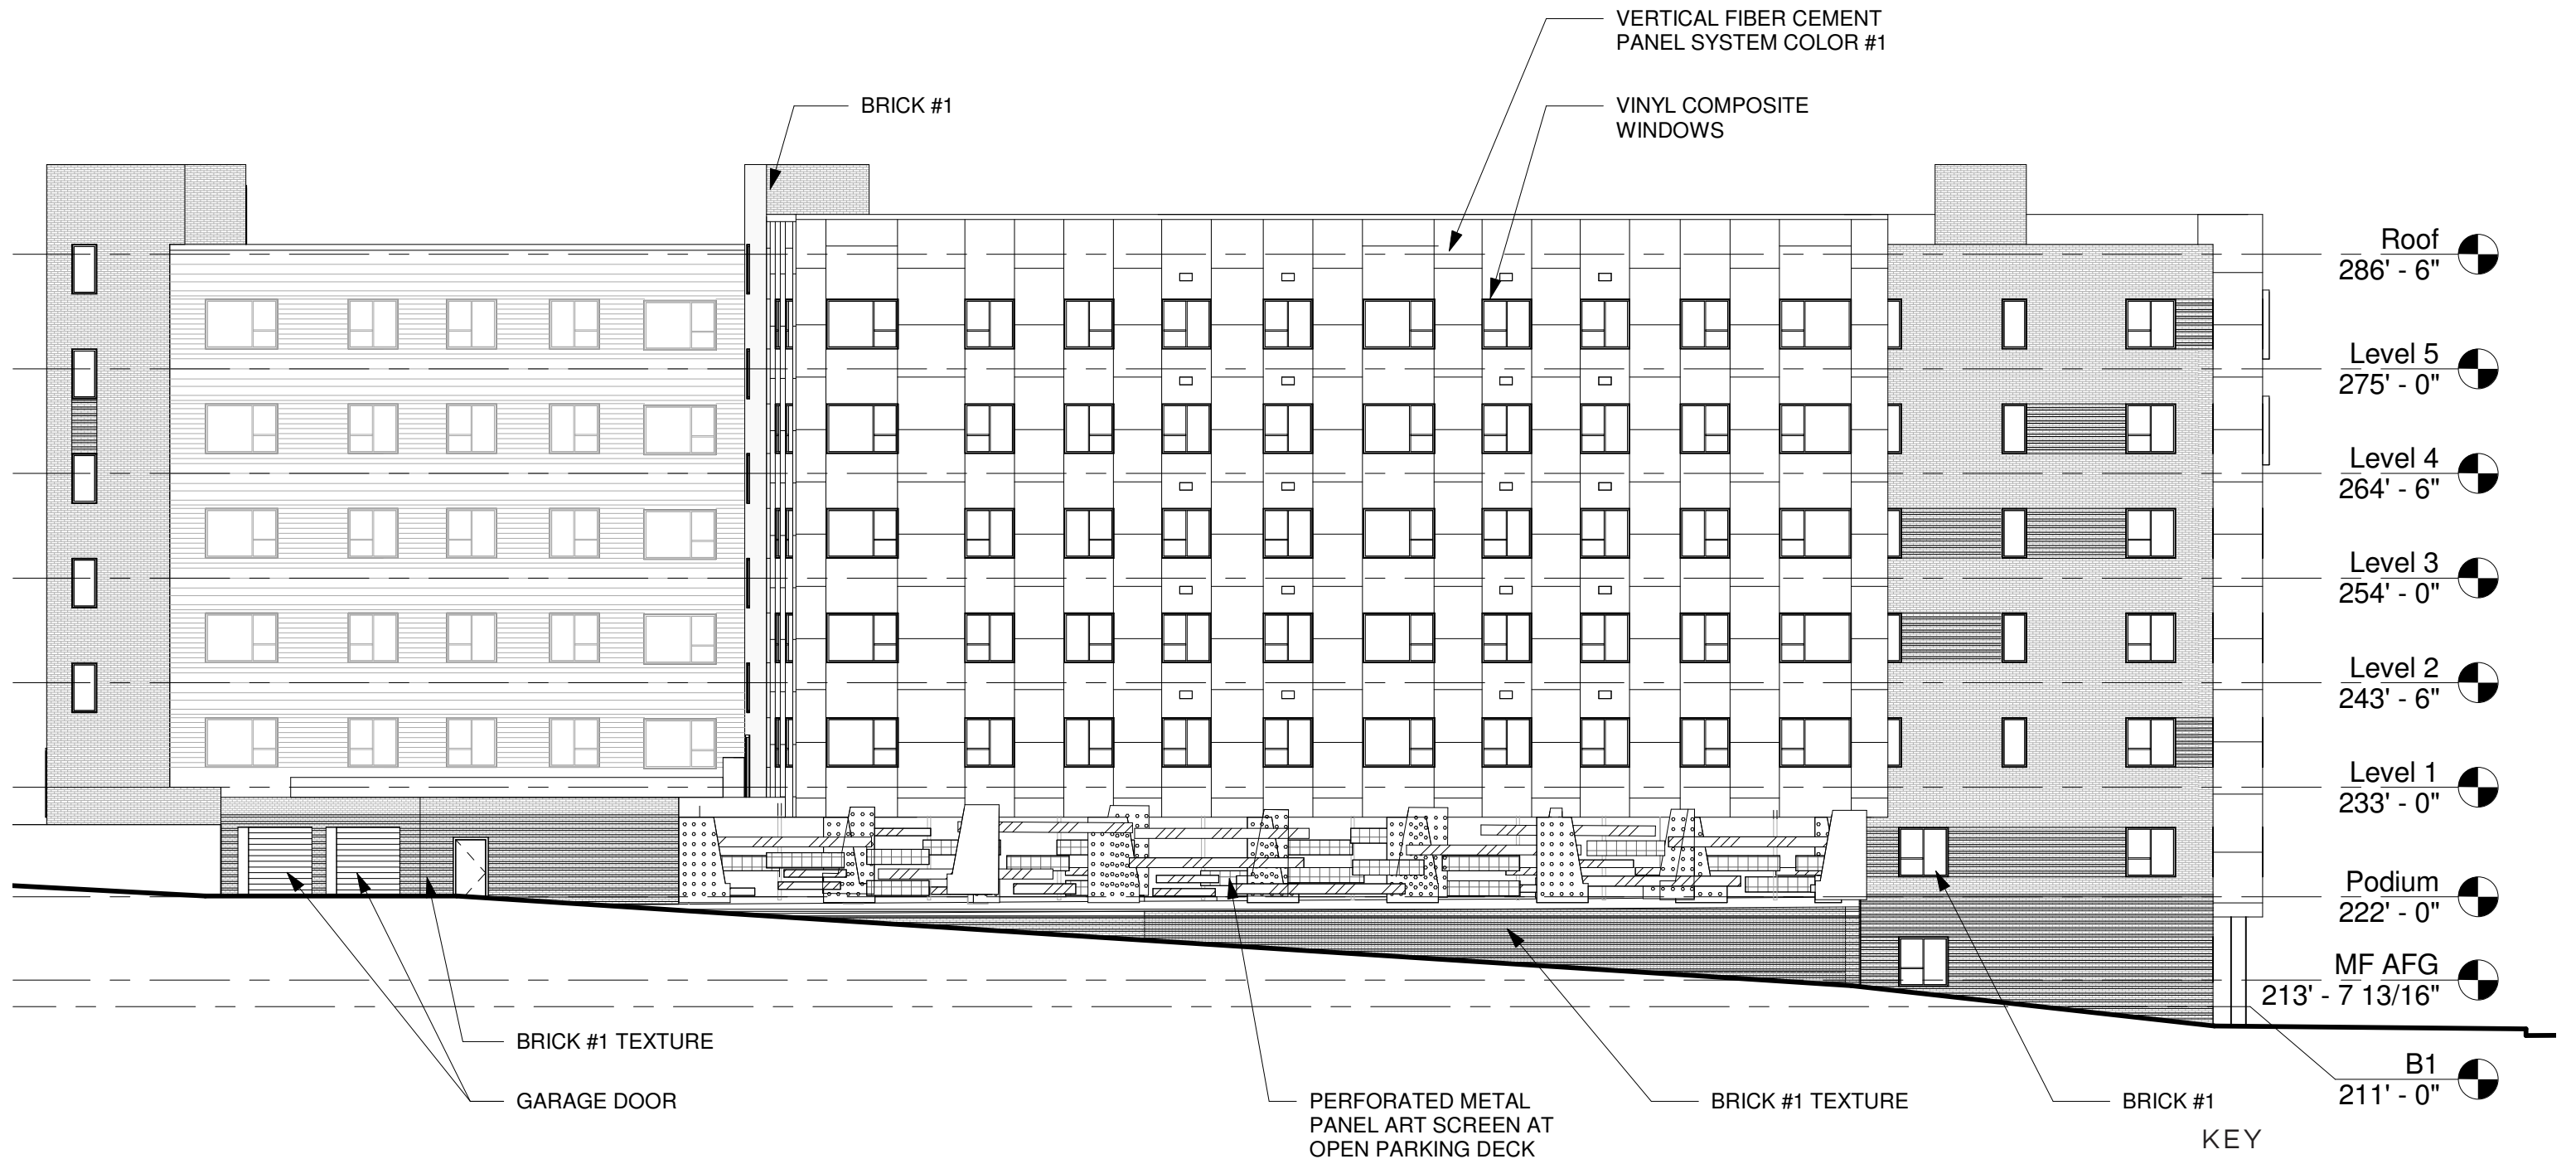 VERTICAL FIBER CEMENT
PANEL SYSTEM COLOR #1
BRICK #1
VINYL COMPOSITE
WINDOWS
Roof
286' - 6"
Level 5
275' - 0"
Level 4
264' - 6"
Level 3
254' - 0"
Level 2
243' - 6"
Level 1
233' - 0"
Podium
222' - 0"
MF AFG
213' - 7 13/16"
B1
211' - 0"
BRICK #1 TEXTURE
GARAGE DOOR
PERFORATED METAL
PANEL ART SCREEN AT
OPEN PARKING DECK
BRICK #1 TEXTURE
BRICK #1
KEY